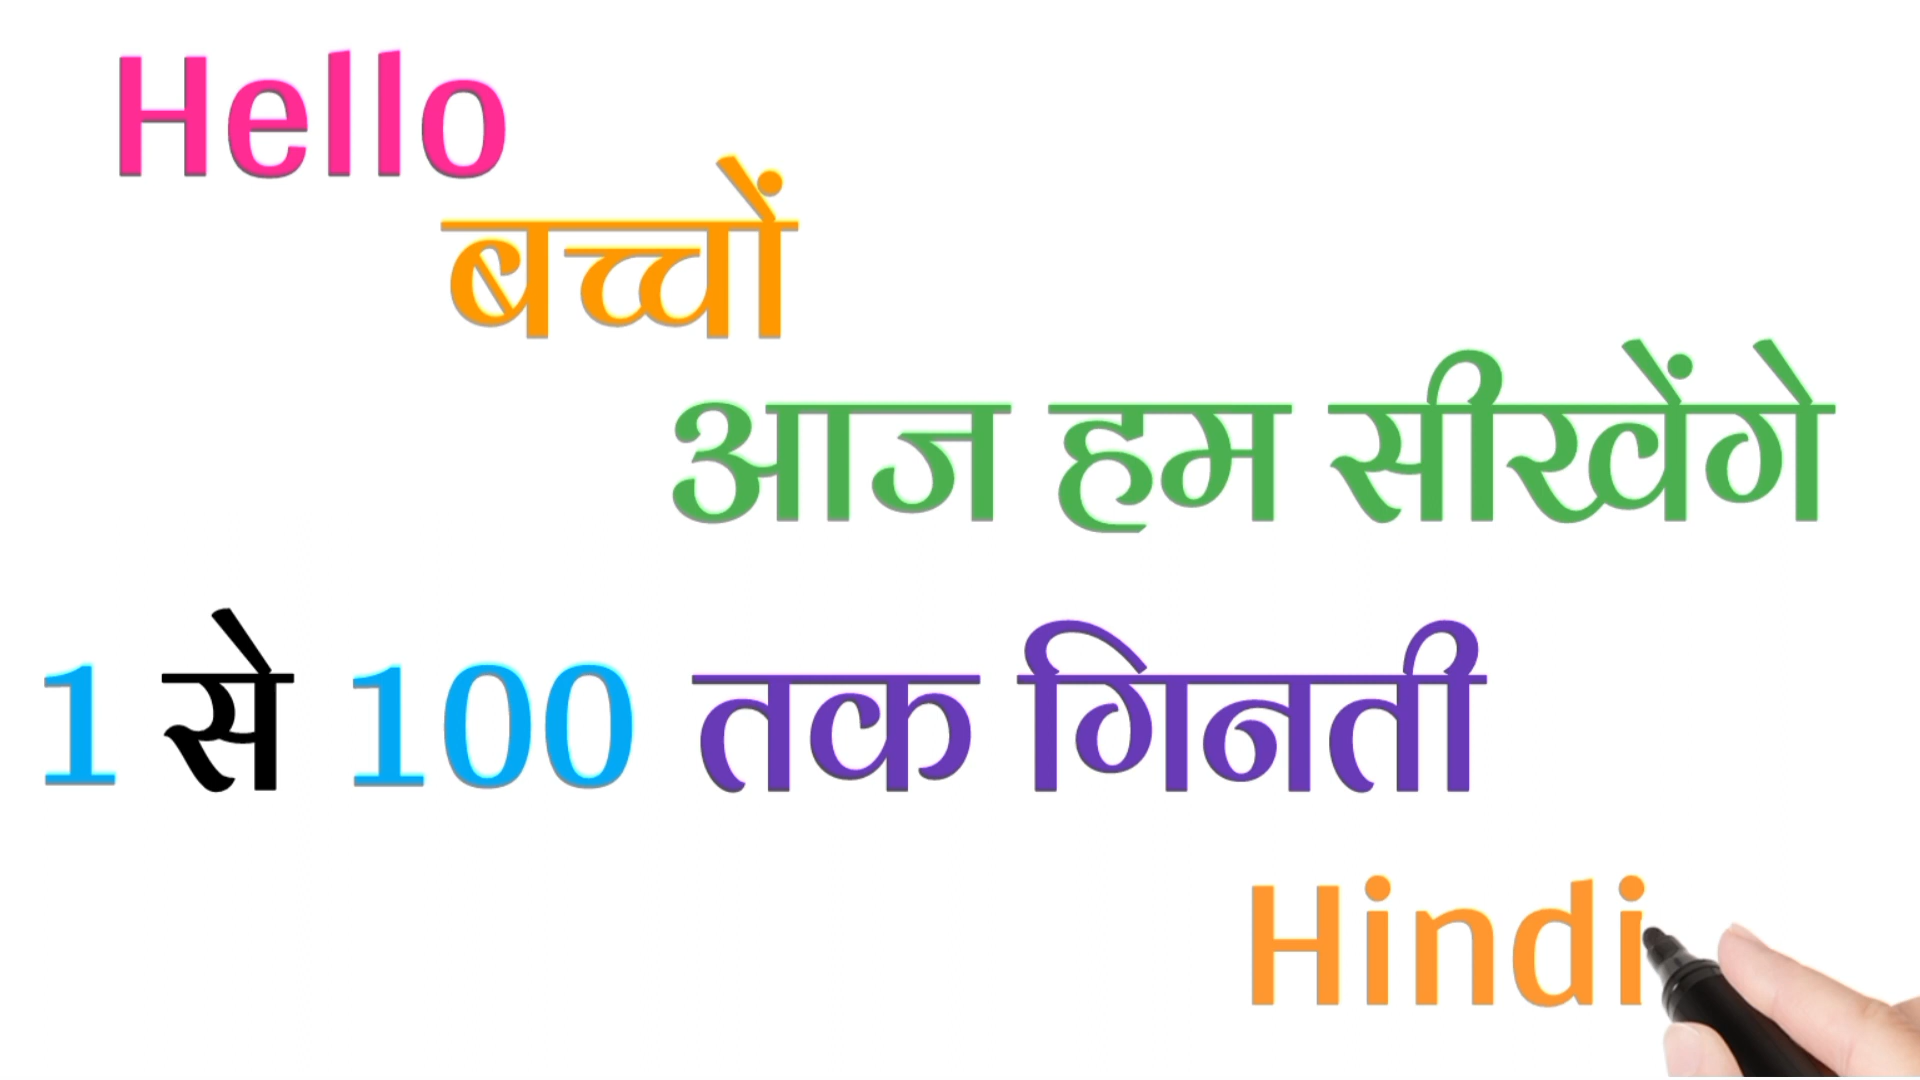 Hello
बच्चों
आज हम सीखेंगे
1 से 100 तक गिनती
Hindi